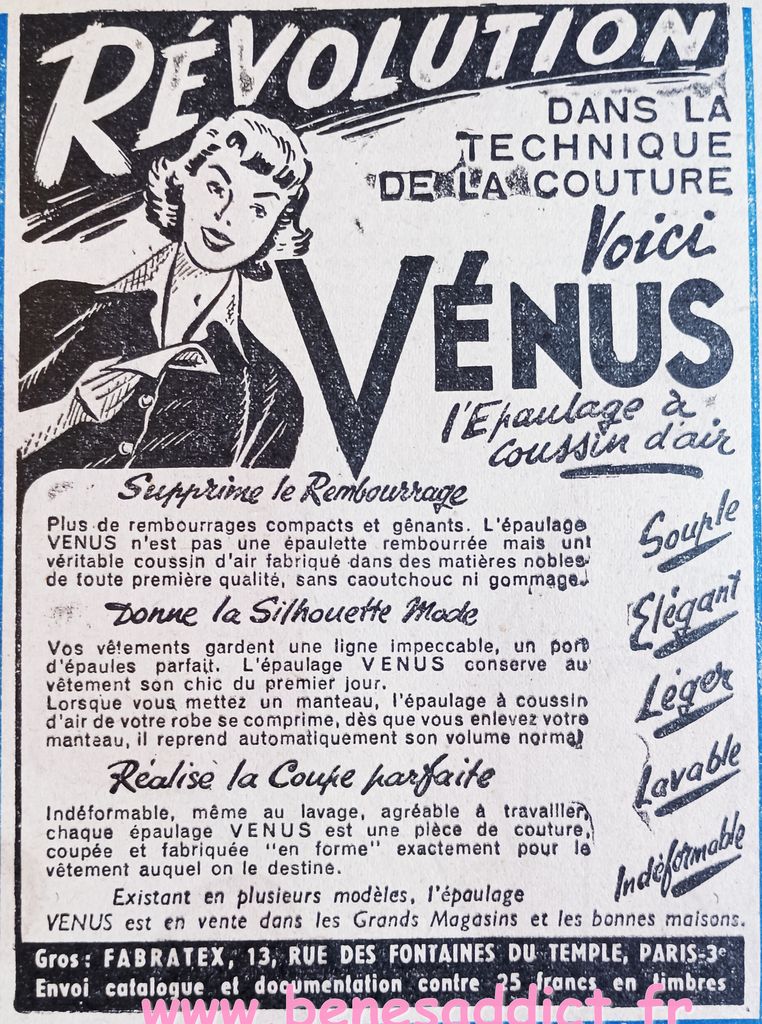 RÉVOLUTION
DANS LA
TECHNIQUE
DE LA COUTURE
Voici
VÉNUS
l'Epaulage à
coussin d'air
Supprime le Rembourrage
Plus de rembourrages compacts et gênants. L'épaulage
VENUS n'est pas une épaulette rembourrée mais un
véritable coussin d'air fabriqué dans des matières nobles
de toute première qualité, sans caoutchouc ni gommage.
Donne la Silhouette Mode
Vos vêtements gardent une ligne impeccable, un port
d'épaules parfait. L'épaulage VENUS conserve au
vêtement son chic du premier jour.
Lorsque vous mettez un manteau, l'épaulage à coussin
d'air de votre robe se comprime, dès que vous enlevez votre
manteau, il reprend automatiquement son volume normal
Réalise la Coupe parfaite
Indéformable, même au lavage, agréable à travailler,
chaque épaulage VENUS est une pièce de couture,
coupée et fabriquée "en forme" exactement pour le
vêtement auquel on le destine.
Souple
Elégant
Léger
Lavable
Indéformable
Existant en plusieurs modèles, l'épaulage
VENUS est en vente dans les Grands Magasins et les bonnes maisons.
Gros : FABRATEX, 13, RUE DES FONTAINES DU TEMPLE, PARIS-3e
Envoi catalogue et documentation contre 25 francs en timbres
www.benesaddict.fr